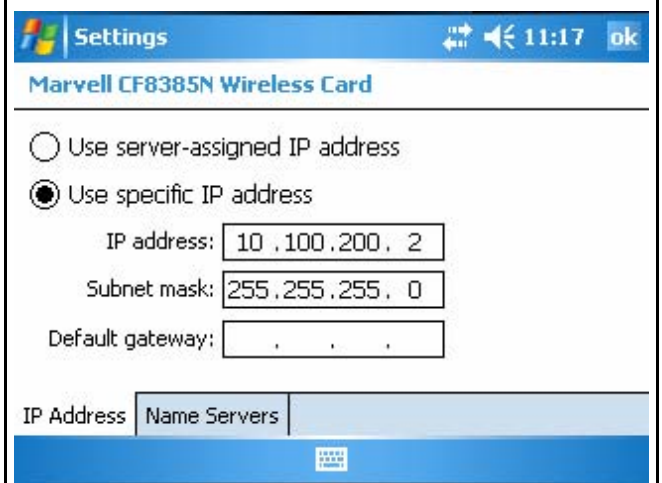 Settings 11:17 ok
Marvell CF8385N Wireless Card
Use server-assigned IP address
Use specific IP address
IP address: 10 .100.200. 2
Subnet mask: 255.255.255. 0
Default gateway: . . .
IP Address Name Servers